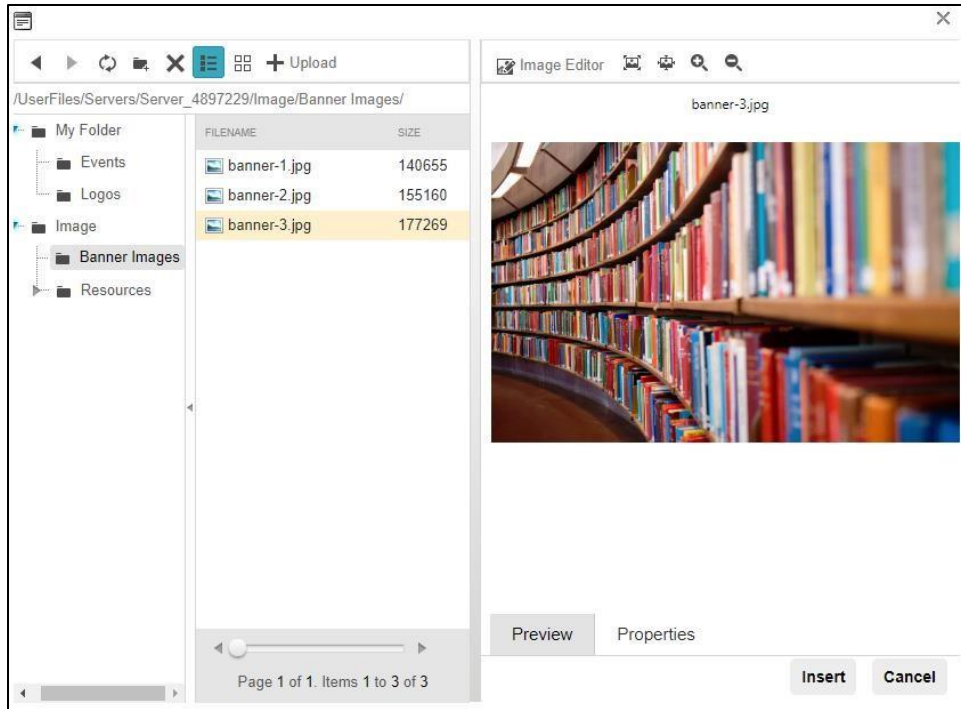 Upload
Image Editor
/UserFiles/Servers/Server_4897229/Image/Banner Images/
My Folder
Events
Logos
Image
Banner Images
Resources
FILENAME SIZE
banner-1.jpg 140655
banner-2.jpg 155160
banner-3.jpg 177269
Page 1 of 1. Items 1 to 3 of 3
banner-3.jpg
Preview Properties
Insert Cancel